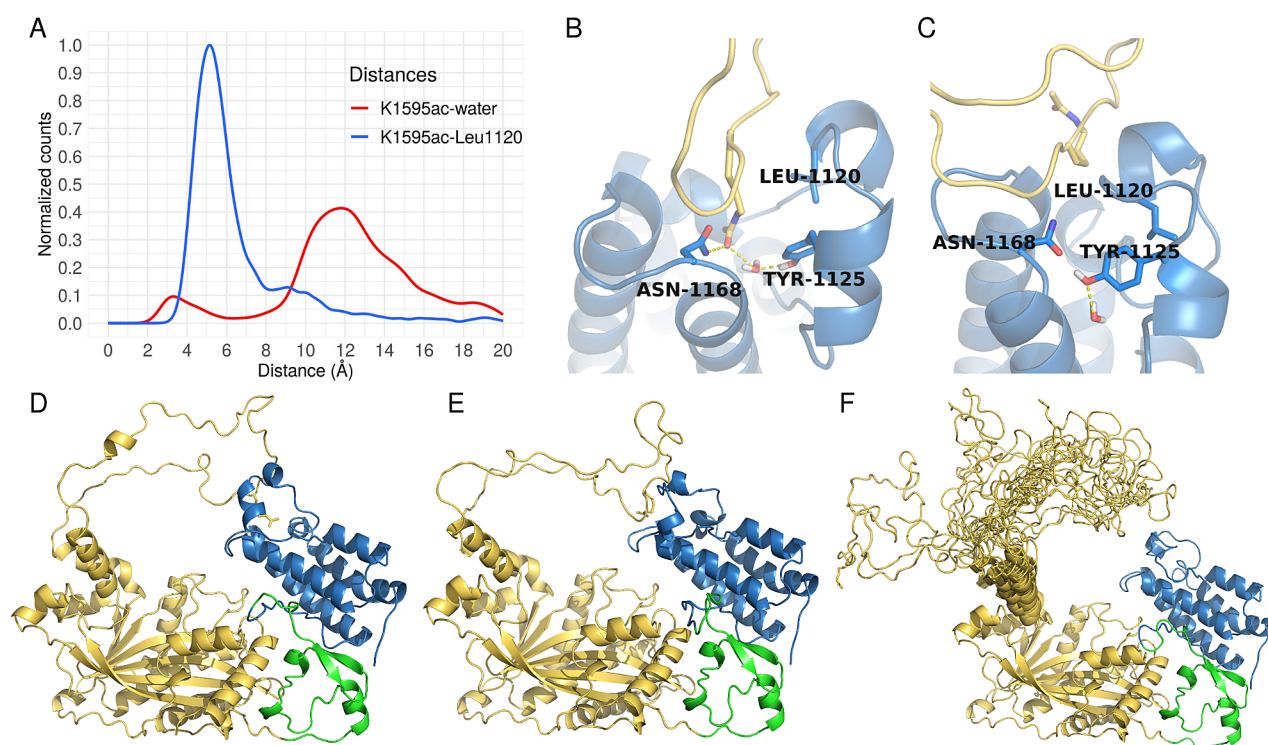 A
1.0
0.9
0.8
0.7
0.6
0.5
0.4
0.3
0.2
0.1
0.0
Normalized counts
0 2 4 6 8 10 12 14 16 18 20
Distance (Å)
Distances
K1595ac-water
K1595ac-Leu1120
B
LEU-1120
ASN-1168
TYR-1125
C
LEU-1120
ASN-1168
TYR-1125
D
E
F